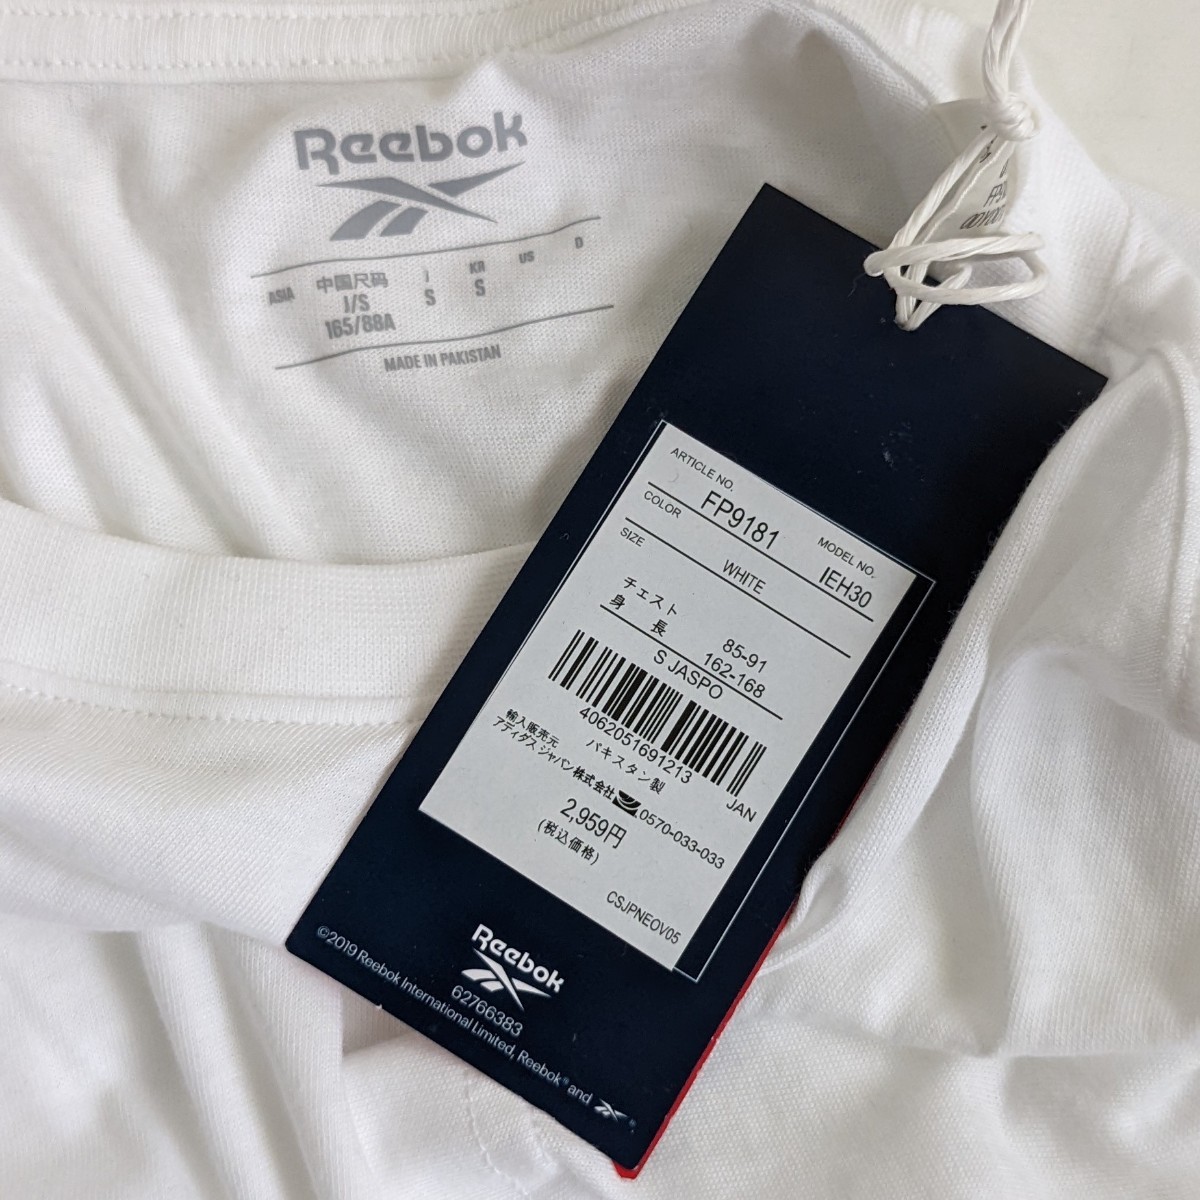 Reebok
ASIA 中国尺码 J KR US D
J/S S S
165/88A
MADE IN PAKISTAN
ARTICLE NO. MODEL NO.
FP9181 IEH30
COLOR
WHITE
SIZE
チェスト 85-91
身 長 162-168
S JASPO
4062051691213
JAN
輸入販売元 パキスタン製
アディダス ジャパン株式会社 0570-033-033
2,959円
(税込価格)
CSJPNEOV05
Reebok
62766383
©2019 Reebok International Limited, Reebok® and ®.